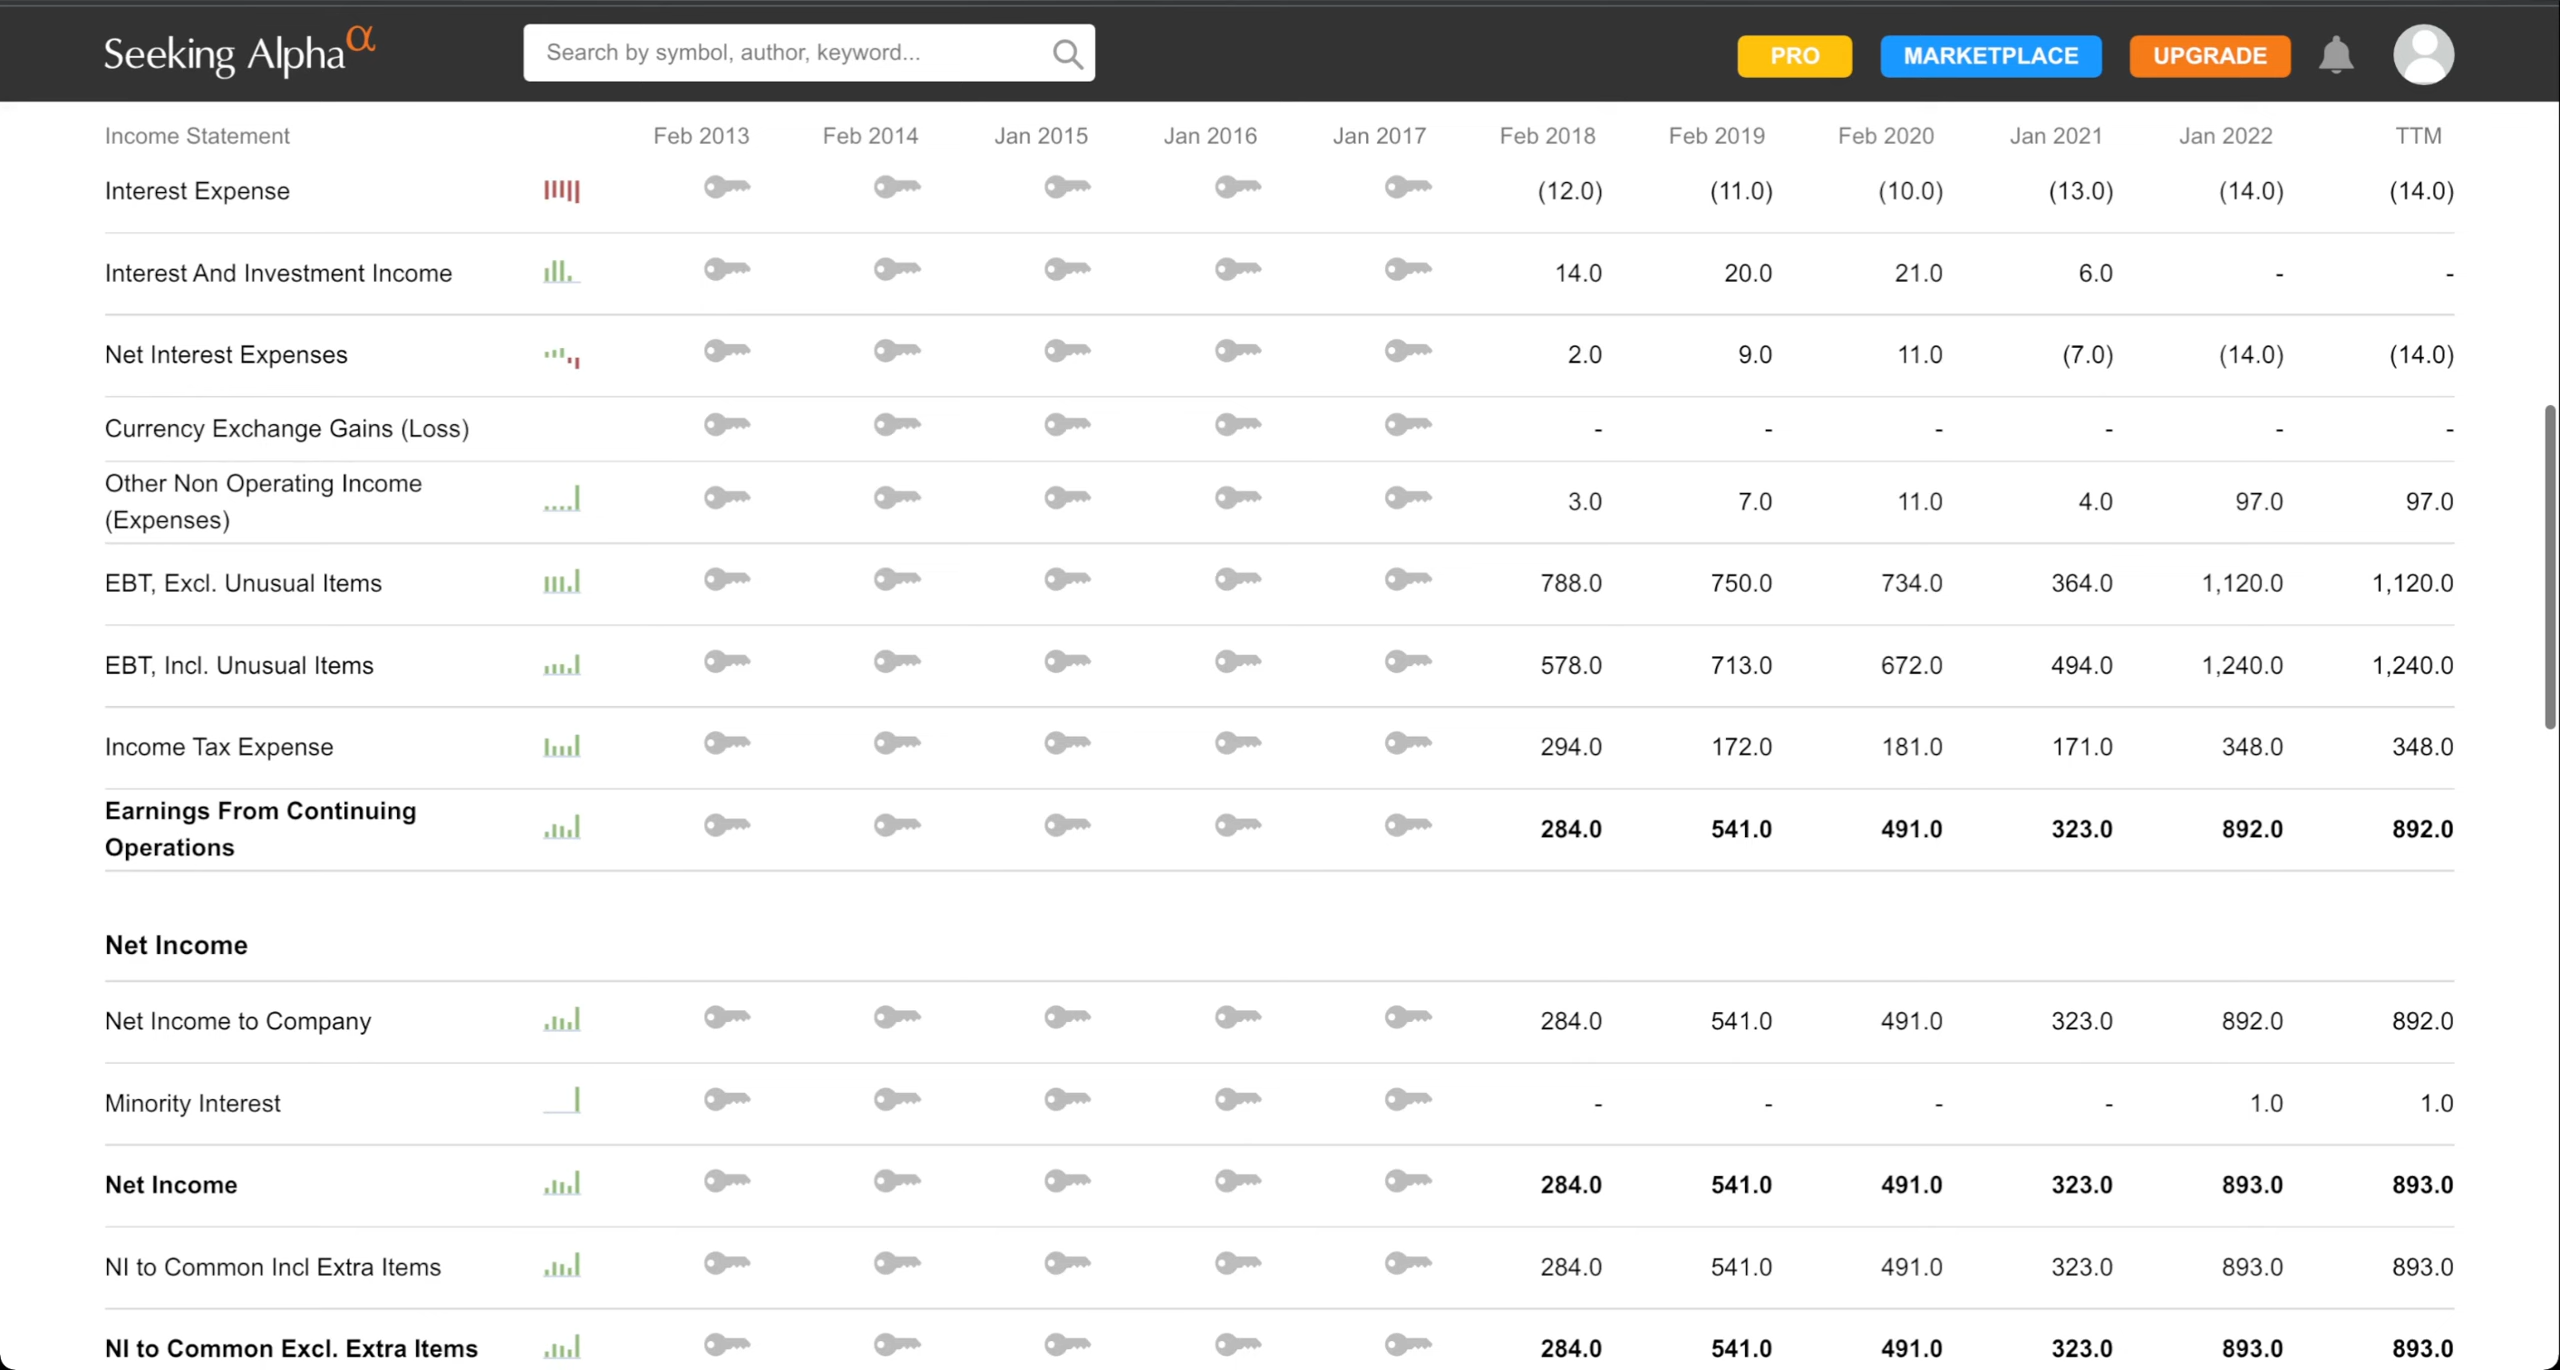 Seeking Alpha α
Search by symbol, author, keyword...
PRO
MARKETPLACE
UPGRADE
Income Statement Feb 2013 Feb 2014 Jan 2015 Jan 2016 Jan 2017 Feb 2018 Feb 2019 Feb 2020 Jan 2021 Jan 2022 TTM
Interest Expense (12.0) (11.0) (10.0) (13.0) (14.0) (14.0)
Interest And Investment Income 14.0 20.0 21.0 6.0 - -
Net Interest Expenses 2.0 9.0 11.0 (7.0) (14.0) (14.0)
Currency Exchange Gains (Loss) - - - - - -
Other Non Operating Income
(Expenses) 3.0 7.0 11.0 4.0 97.0 97.0
EBT, Excl. Unusual Items 788.0 750.0 734.0 364.0 1,120.0 1,120.0
EBT, Incl. Unusual Items 578.0 713.0 672.0 494.0 1,240.0 1,240.0
Income Tax Expense 294.0 172.0 181.0 171.0 348.0 348.0
Earnings From Continuing
Operations 284.0 541.0 491.0 323.0 892.0 892.0
Net Income
Net Income to Company 284.0 541.0 491.0 323.0 892.0 892.0
Minority Interest - - - - 1.0 1.0
Net Income 284.0 541.0 491.0 323.0 893.0 893.0
NI to Common Incl Extra Items 284.0 541.0 491.0 323.0 893.0 893.0
NI to Common Excl. Extra Items 284.0 541.0 491.0 323.0 893.0 893.0